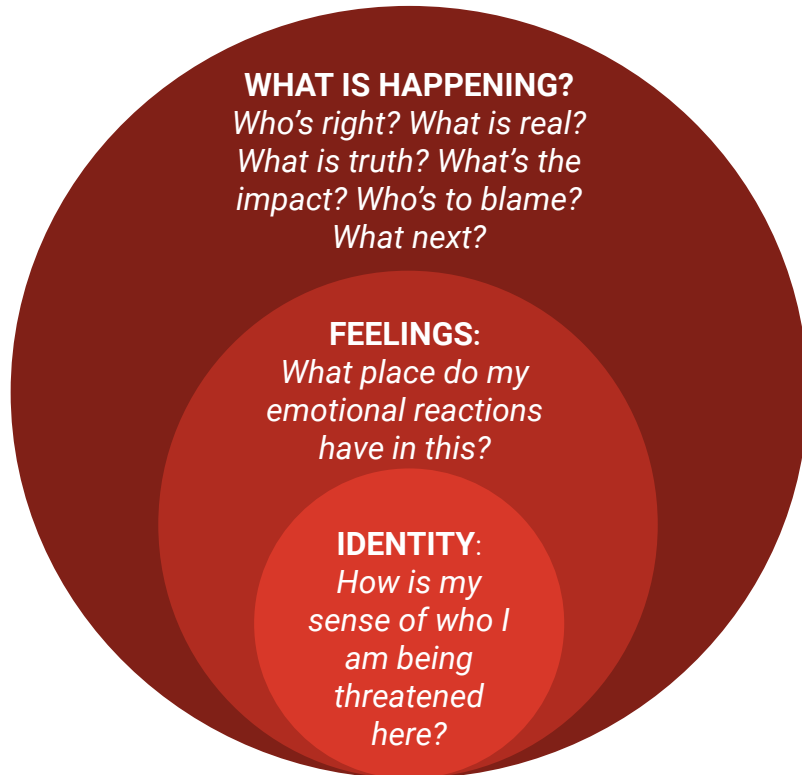 WHAT IS HAPPENING?
Who’s right? What is real?
What is truth? What’s the
impact? Who’s to blame?
What next?
FEELINGS:
What place do my
emotional reactions
have in this?
IDENTITY:
How is my
sense of who I
am being
threatened
here?